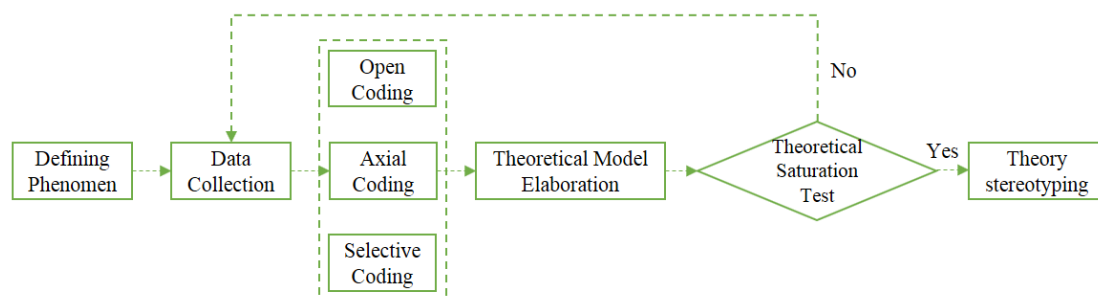 Defining
Phenomen
Data
Collection
Open
Coding
Axial
Coding
Selective
Coding
Theoretical Model
Elaboration
Theoretical
Saturation
Test
No
Yes
Theory
stereotyping